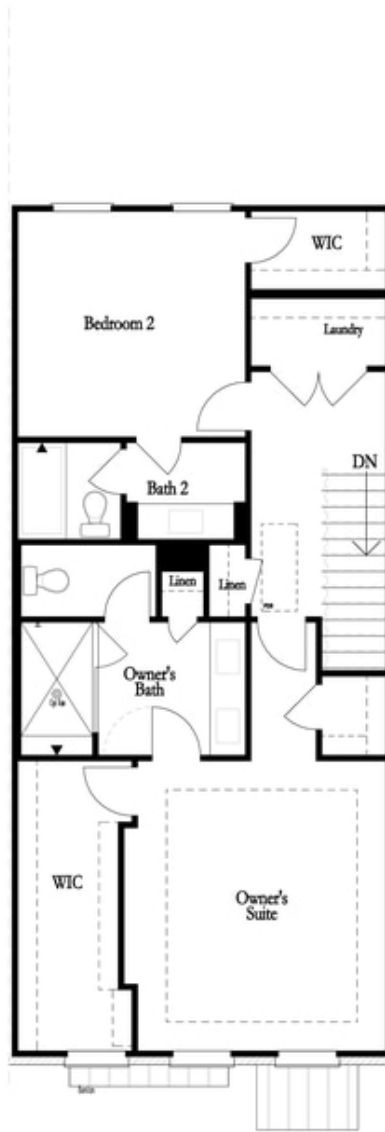 WIC
Bedroom 2
Laundry
DN
Bath 2
Linen
Linen
Owner's
Bath
WIC
Owner's
Suite